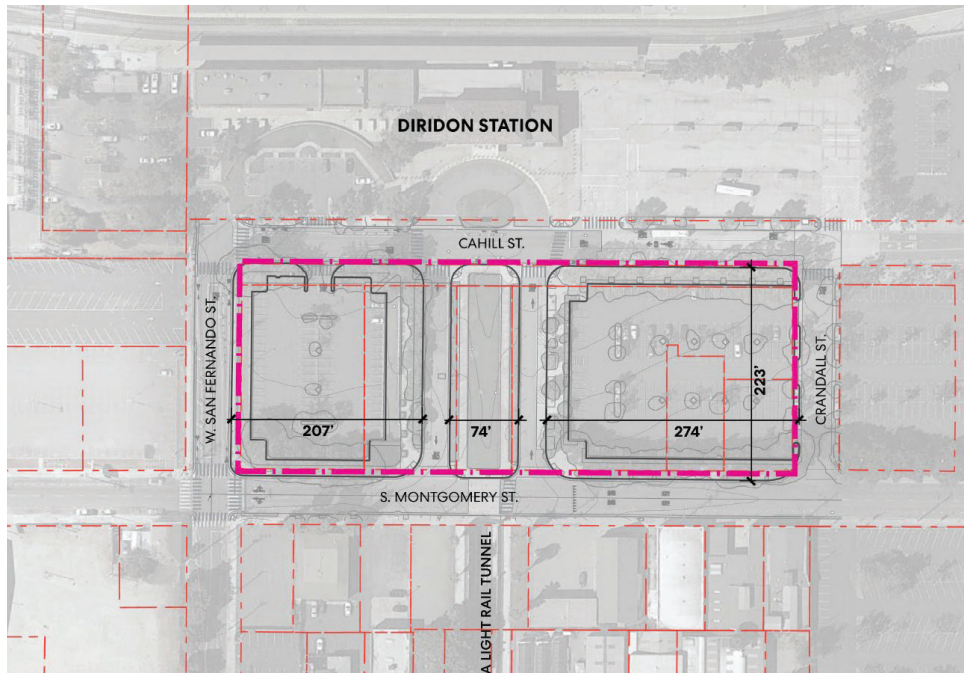 DIRIDON STATION
CAHILL ST.
W. SAN FERNANDO ST.
CRANDALL ST.
223'
207'
74'
274'
S. MONTGOMERY ST.
A LIGHT RAIL TUNNEL